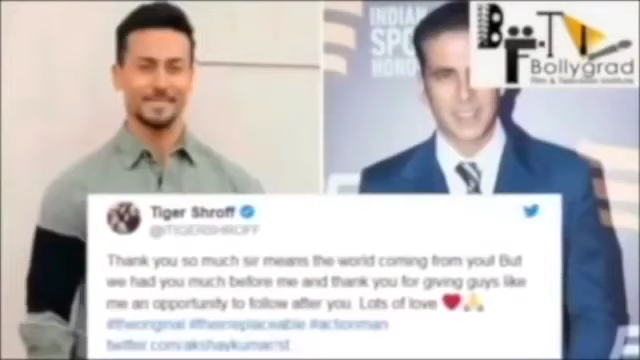 INDIAN
SPO
HONO
B F T
Bollygrad
Film & Television Institute
Tiger Shroff
@iTIGERSHROFF
Thank you so much sir means the world coming from you! But
we had you much before me and thank you for giving guys like
me an opportunity to follow after you. Lots of love ❤️🙏
#theoriginal #theirreplaceable #actionman
twitter.com/akshaykumar/st